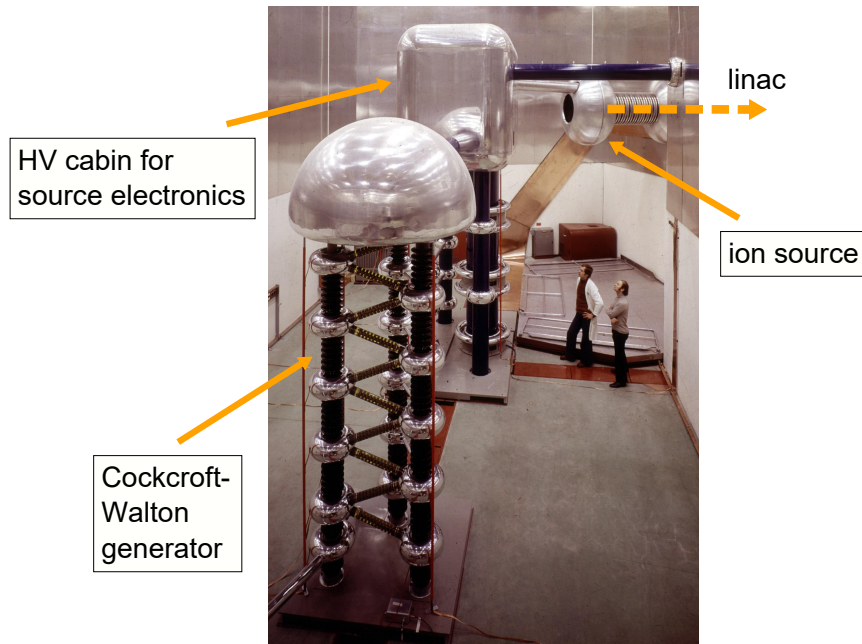 linac
HV cabin for
source electronics
ion source
Cockcroft-
Walton
generator